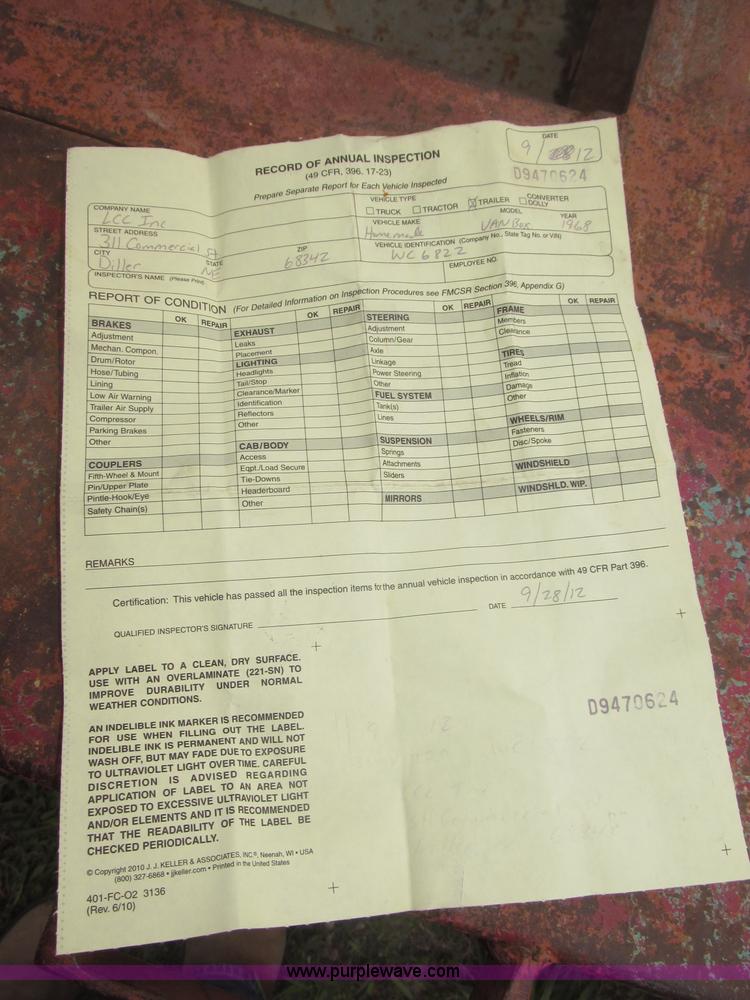 RECORD OF ANNUAL INSPECTION
(49 CFR, 396. 17-23)
Prepare Separate Report for Each Vehicle Inspected
DATE
9/ 12
D9470624
COMPANY NAME
LCC Inc
STREET ADDRESS
311 Commercial St
CITY
Diller
STATE
NE
ZIP
68342
INSPECTOR'S NAME (Please Print)
VEHICLE TYPE
TRUCK TRACTOR TRAILER CONVERTER DOLLY
VEHICLE MAKE
Homemade
MODEL
VAN Box
YEAR
1968
VEHICLE IDENTIFICATION (Company No., State Tag No. or VIN)
WC 6822
EMPLOYEE NO.
REPORT OF CONDITION (For Detailed Information on Inspection Procedures see FMCSR Section 396, Appendix G)
OK REPAIR
BRAKES
Adjustment
Mechan. Compon.
Drum/Rotor
Hose/Tubing
Lining
Low Air Warning
Trailer Air Supply
Compressor
Parking Brakes
Other
COUPLERS
Fifth-Wheel & Mount
Pin/Upper Plate
Pintle-Hook/Eye
Safety Chain(s)
OK REPAIR
EXHAUST
Leaks
Placement
LIGHTING
Headlights
Tail/Stop
Clearance/Marker
Identification
Reflectors
Other
CAB/BODY
Access
Eqpt./Load Secure
Tie-Downs
Headerboard
Other
OK REPAIR
STEERING
Adjustment
Column/Gear
Axle
Linkage
Power Steering
Other
FUEL SYSTEM
Tank(s)
Lines
SUSPENSION
Springs
Attachments
Sliders
MIRRORS
OK REPAIR
FRAME
Members
Clearance
TIRES
Tread
Inflation
Damage
Other
WHEELS/RIM
Fasteners
Disc/Spoke
WINDSHIELD
WINDSHLD. WIP.
REMARKS
Certification: This vehicle has passed all the inspection items for the annual vehicle inspection in accordance with 49 CFR Part 396.
QUALIFIED INSPECTOR'S SIGNATURE
DATE 9/28/12
APPLY LABEL TO A CLEAN, DRY SURFACE.
USE WITH AN OVERLAMINATE (221-SN) TO
IMPROVE DURABILITY UNDER NORMAL
WEATHER CONDITIONS.
AN INDELIBLE INK MARKER IS RECOMMENDED
FOR USE WHEN FILLING OUT THE LABEL.
INDELIBLE INK IS PERMANENT AND WILL NOT
WASH OFF, BUT MAY FADE DUE TO EXPOSURE
TO ULTRAVIOLET LIGHT OVER TIME. CAREFUL
DISCRETION IS ADVISED REGARDING
APPLICATION OF LABEL TO AN AREA NOT
EXPOSED TO EXCESSIVE ULTRAVIOLET LIGHT
AND/OR ELEMENTS AND IT IS RECOMMENDED
THAT THE READABILITY OF THE LABEL BE
CHECKED PERIODICALLY.
D9470624
© Copyright 2010 J. J. KELLER & ASSOCIATES, INC.®, Neenah, WI • USA
(800) 327-6868 • jjkeller.com • Printed in the United States
401-FC-O2 3136
(Rev. 6/10)
www.purplewave.com